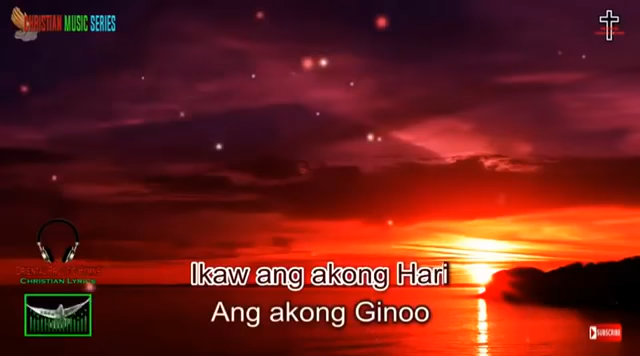 CHRISTIAN MUSIC SERIES
CHRISTIAN LYRICS
Ikaw ang akong Hari
Ang akong Ginoo
SUBSCRIBE